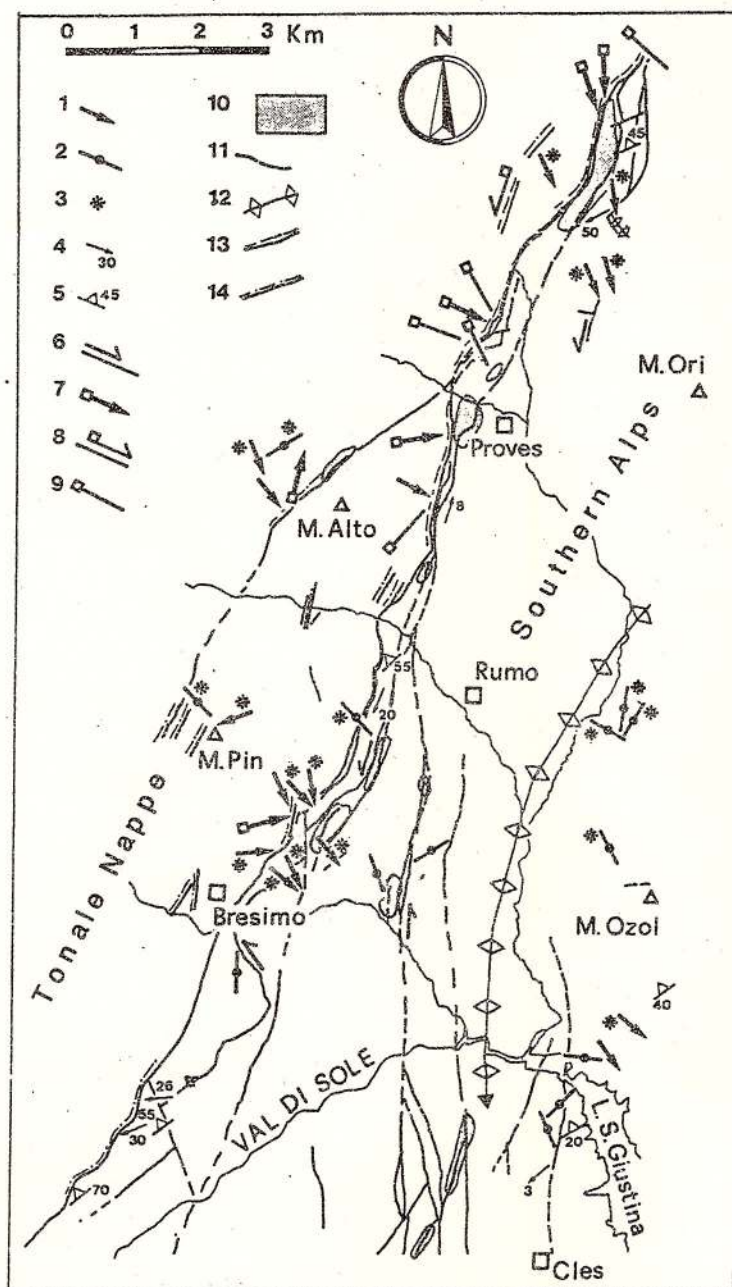 0 1 2 3 Km
N
1
2
3
4 30
5 45
6
7
8
9
10
11
12
13
14
45
50
M. Ori
Proves
8
M. Alto
Southern Alps
55
Rumo
20
M. Pin
Tonale Nappe
Bresimo
M. Ozol
40
VAL DI SOLE
26
55
30
70
L. S. Giustina
20
3
Cles